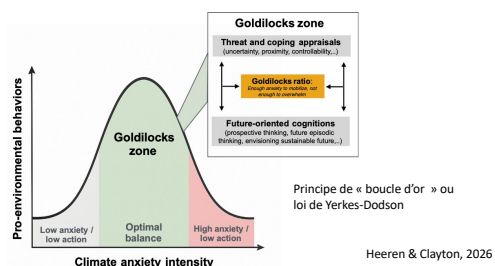 Goldilocks zone
Threat and coping appraisals
(uncertainty, proximity, controllability,..)
Goldilocks ratio:
Enough anxiety to mobilize, not
enough to overwhelm
Future-oriented cognitions
(prospective thinking, future episodic
thinking, envisioning sustainable future,..)
Pro-environmental behaviors
Goldilocks
zone
Low anxiety /
low action
Optimal
balance
High anxiety /
low action
Climate anxiety intensity
Principe de « boucle d'or » ou
loi de Yerkes-Dodson
Heeren & Clayton, 2026